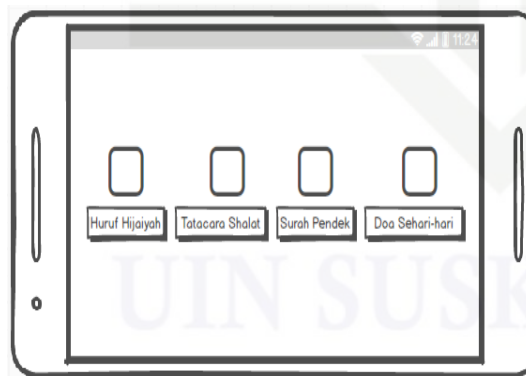 11:24
Huruf Hijaiyah Tatacara Shalat Surah Pendek Doa Sehari-hari
UIN SUSK